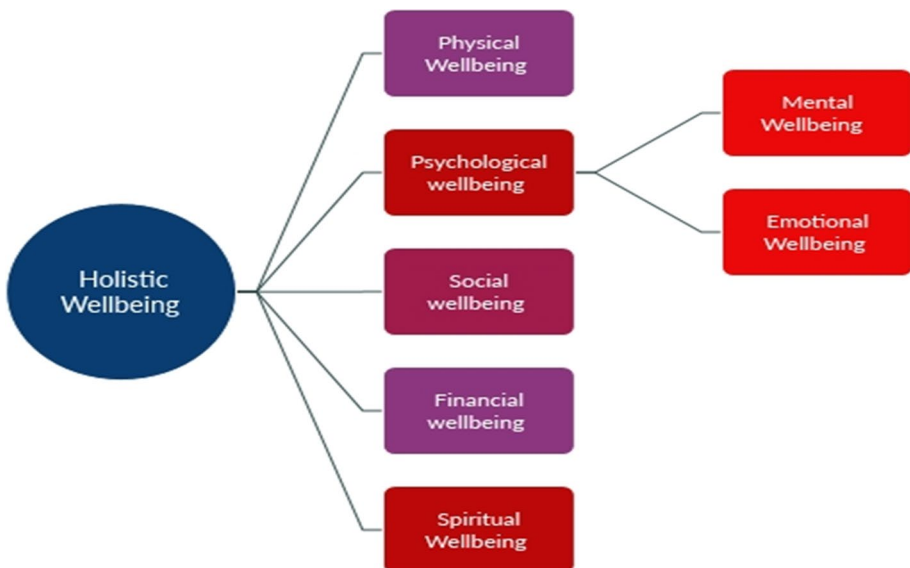 Holistic
Wellbeing
Physical
Wellbeing
Psychological
wellbeing
Mental
Wellbeing
Emotional
Wellbeing
Social
wellbeing
Financial
wellbeing
Spiritual
Wellbeing